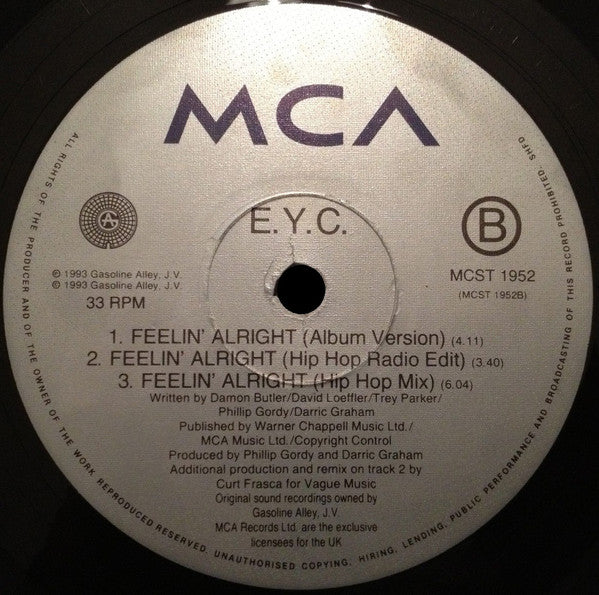 MCA
E.Y.C.
B
© 1993 Gasoline Alley, J.V.
© 1993 Gasoline Alley, J.V.
33 RPM
MCST 1952
(MCST 1952B)
1. FEELIN' ALRIGHT (Album Version) (4.11)
2. FEELIN' ALRIGHT (Hip Hop Radio Edit) (3.40)
3. FEELIN' ALRIGHT (Hip Hop Mix) (6.04)
Written by Damon Butler/David Loeffler/Trey Parker/
Phillip Gordy/Darric Graham
Published by Warner Chappell Music Ltd./
MCA Music Ltd./Copyright Control
Produced by Phillip Gordy and Darric Graham
Additional production and remix on track 2 by
Curt Frasca for Vague Music
Original sound recordings owned by
Gasoline Alley, J.V.
MCA Records Ltd. are the exclusive
licensees for the UK
ALL RIGHTS OF THE PRODUCER AND OF THE OWNER OF THE WORK REPRODUCED RESERVED. UNAUTHORISED COPYING, HIRING, LENDING, PUBLIC PERFORMANCE AND BROADCASTING OF THIS RECORD PROHIBITED. SHFD